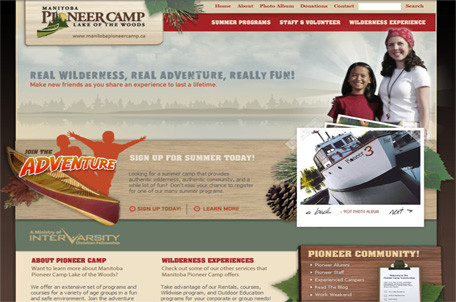 MANITOBA
PIONEER CAMP
LAKE OF THE WOODS
www.manitobapioneercamp.ca
Home About Photo Album Donations Contact Search
SUMMER PROGRAMS STAFF & VOLUNTEER WILDERNESS EXPERIENCE
REAL WILDERNESS, REAL ADVENTURE, REALLY FUN!
Make new friends as you share an experience to last a lifetime.
JOIN THE
ADVENTURE
SIGN UP FOR SUMMER TODAY!
Looking for a summer camp that provides
authentic wilderness, authentic community, and a
whole lot of fun? Don't miss your chance to register
for one of our many summer programs.
SIGN UP TODAY! LEARN MORE
PIONEER 3
back VISIT PHOTO ALBUM next
A Ministry of
INTERVARSITY
ABOUT PIONEER CAMP
Want to learn more about Manitoba
Pioneer Camp Lake of the Woods?
We offer an extensive set of programs and
courses for a variety of age groups in a fun
and safe environment. Join the adventure
WILDERNESS EXPERIENCES
Check out some of our other services that
Manitoba Pioneer Camp offers
Take advantage of our Rentals, courses,
Wildness program, and Outdoor Education
programs for your corporate or group needs!
PIONEER COMMUNITY!
Pioneer Alumni
Pioneer Staff
Experienced Campers
Read The Blog
Work Weekend